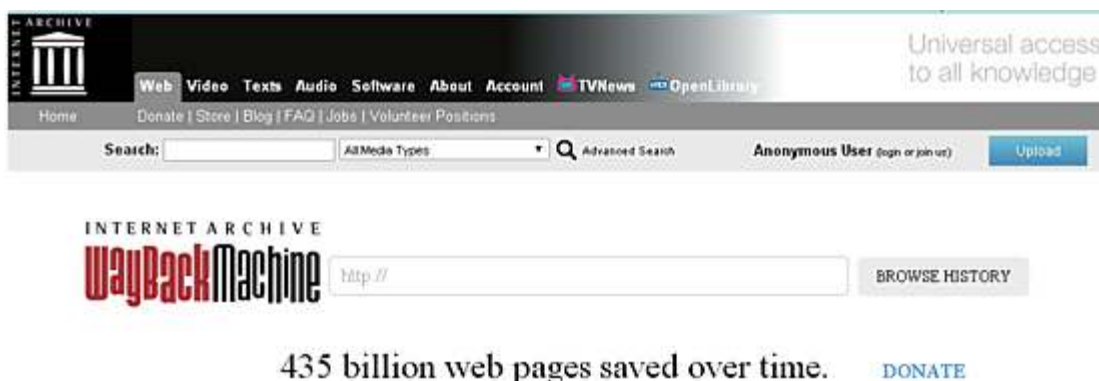 INTERNET ARCHIVE
Universal access
to all knowledge
Web Video Texts Audio Software About Account TVNews OpenLibrary
Home Donate | Store | Blog | FAQ | Jobs | Volunteer Positions
Search: All Media Types Advanced Search Anonymous User (login or join us) Upload
INTERNET ARCHIVE
WayBackMachine http:// BROWSE HISTORY
435 billion web pages saved over time. DONATE